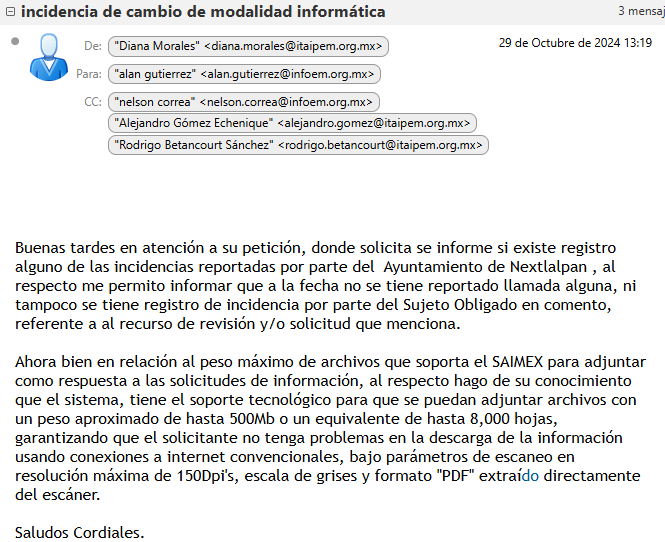 incidencia de cambio de modalidad informática
3 mensaj
De: "Diana Morales" <diana.morales@itaipem.org.mx>
29 de Octubre de 2024 13:19
Para: "alan gutierrez" <alan.gutierrez@infoem.org.mx>
CC: "nelson correa" <nelson.correa@infoem.org.mx>
"Alejandro Gómez Echenique" <alejandro.gomez@itaipem.org.mx>
"Rodrigo Betancourt Sánchez" <rodrigo.betancourt@itaipem.org.mx>
Buenas tardes en atención a su petición, donde solicita se informe si existe registro
alguno de las incidencias reportadas por parte del  Ayuntamiento de Nextlalpan , al
respecto me permito informar que a la fecha no se tiene reportado llamada alguna, ni
tampoco se tiene registro de incidencia por parte del Sujeto Obligado en comento,
referente a al recurso de revisión y/o solicitud que menciona.
Ahora bien en relación al peso máximo de archivos que soporta el SAIMEX para adjuntar
como respuesta a las solicitudes de información, al respecto hago de su conocimiento
que el sistema, tiene el soporte tecnológico para que se puedan adjuntar archivos con
un peso aproximado de hasta 500Mb o un equivalente de hasta 8,000 hojas,
garantizando que el solicitante no tenga problemas en la descarga de la información
usando conexiones a internet convencionales, bajo parámetros de escaneo en
resolución máxima de 150Dpi's, escala de grises y formato "PDF" extraído directamente
del escáner.
Saludos Cordiales.